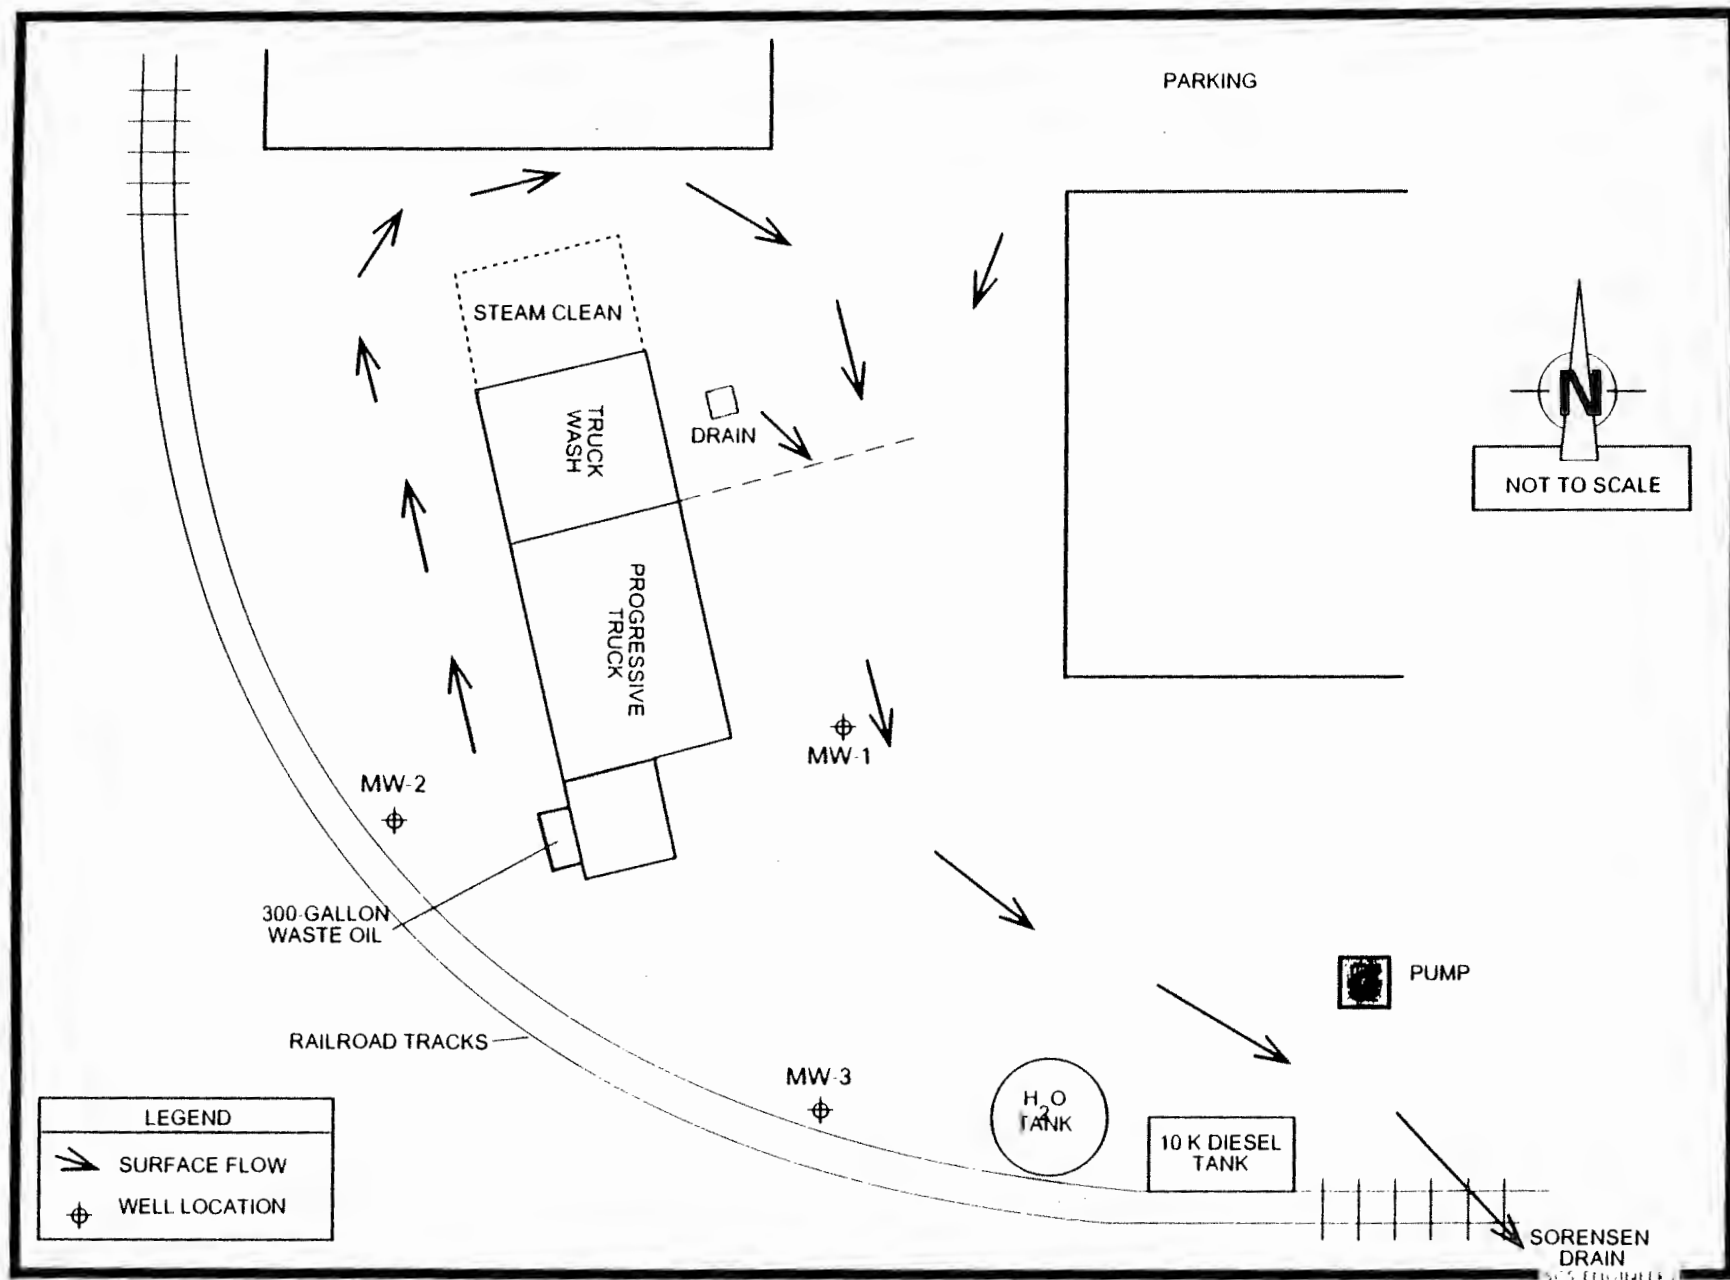 PARKING
STEAM CLEAN
TRUCK
WASH
DRAIN
N
NOT TO SCALE
PROGRESSIVE
TRUCK
MW-1
MW-2
300-GALLON
WASTE OIL
PUMP
RAILROAD TRACKS
MW-3
H2O
TANK
10 K DIESEL
TANK
LEGEND
SURFACE FLOW
WELL LOCATION
SORENSEN
DRAIN